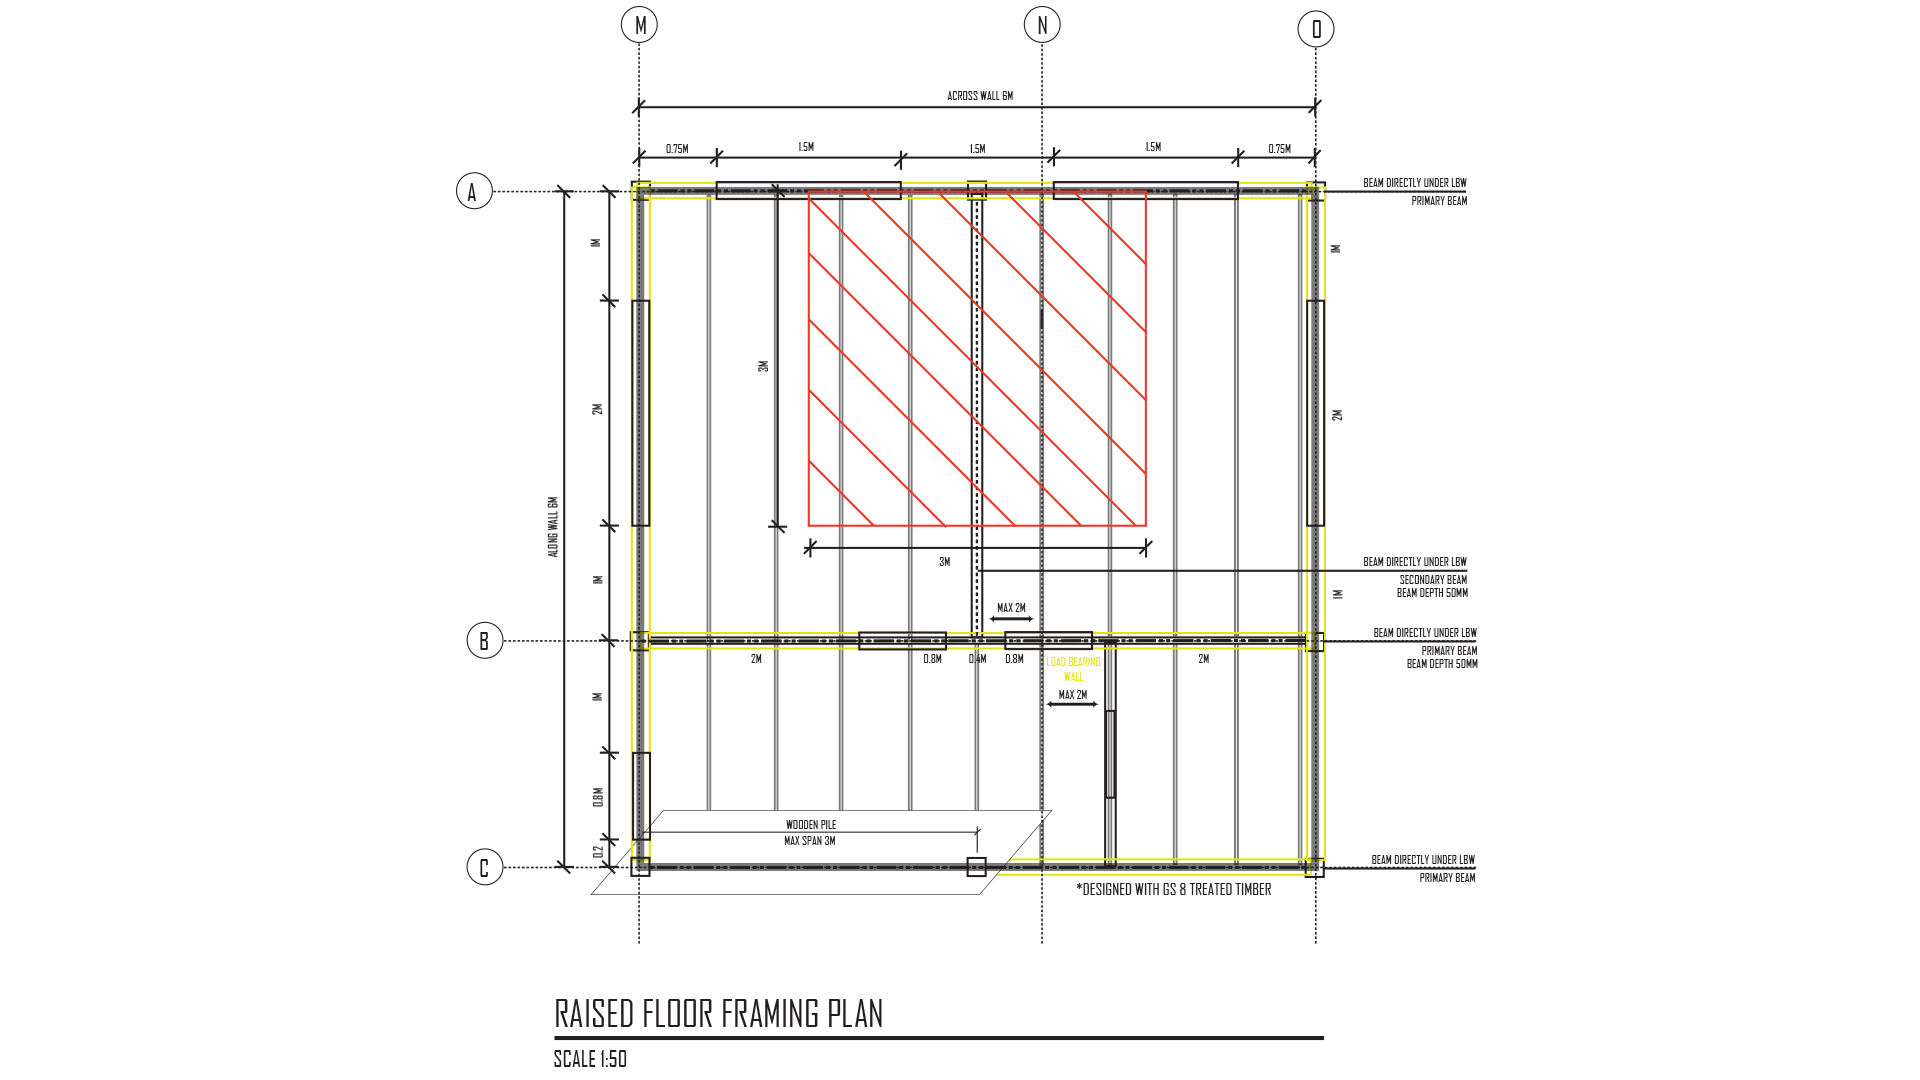 M
N
O
ACROSS WALL 6M
0.75M
1.5M
1.5M
1.5M
0.75M
A
BEAM DIRECTLY UNDER LBW
PRIMARY BEAM
1M
1M
3M
2M
2M
ALONG WALL 6M
3M
BEAM DIRECTLY UNDER LBW
SECONDARY BEAM
BEAM DEPTH 50MM
1M
1M
MAX 2M
B
BEAM DIRECTLY UNDER LBW
PRIMARY BEAM
BEAM DEPTH 50MM
2M
0.8M
0.4M
0.8M
2M
LOAD BEARING
WALL
MAX 2M
1M
0.8M
WOODEN PILE
MAX SPAN 3M
0.2
C
BEAM DIRECTLY UNDER LBW
PRIMARY BEAM
*DESIGNED WITH GS 8 TREATED TIMBER
RAISED FLOOR FRAMING PLAN
SCALE 1:50